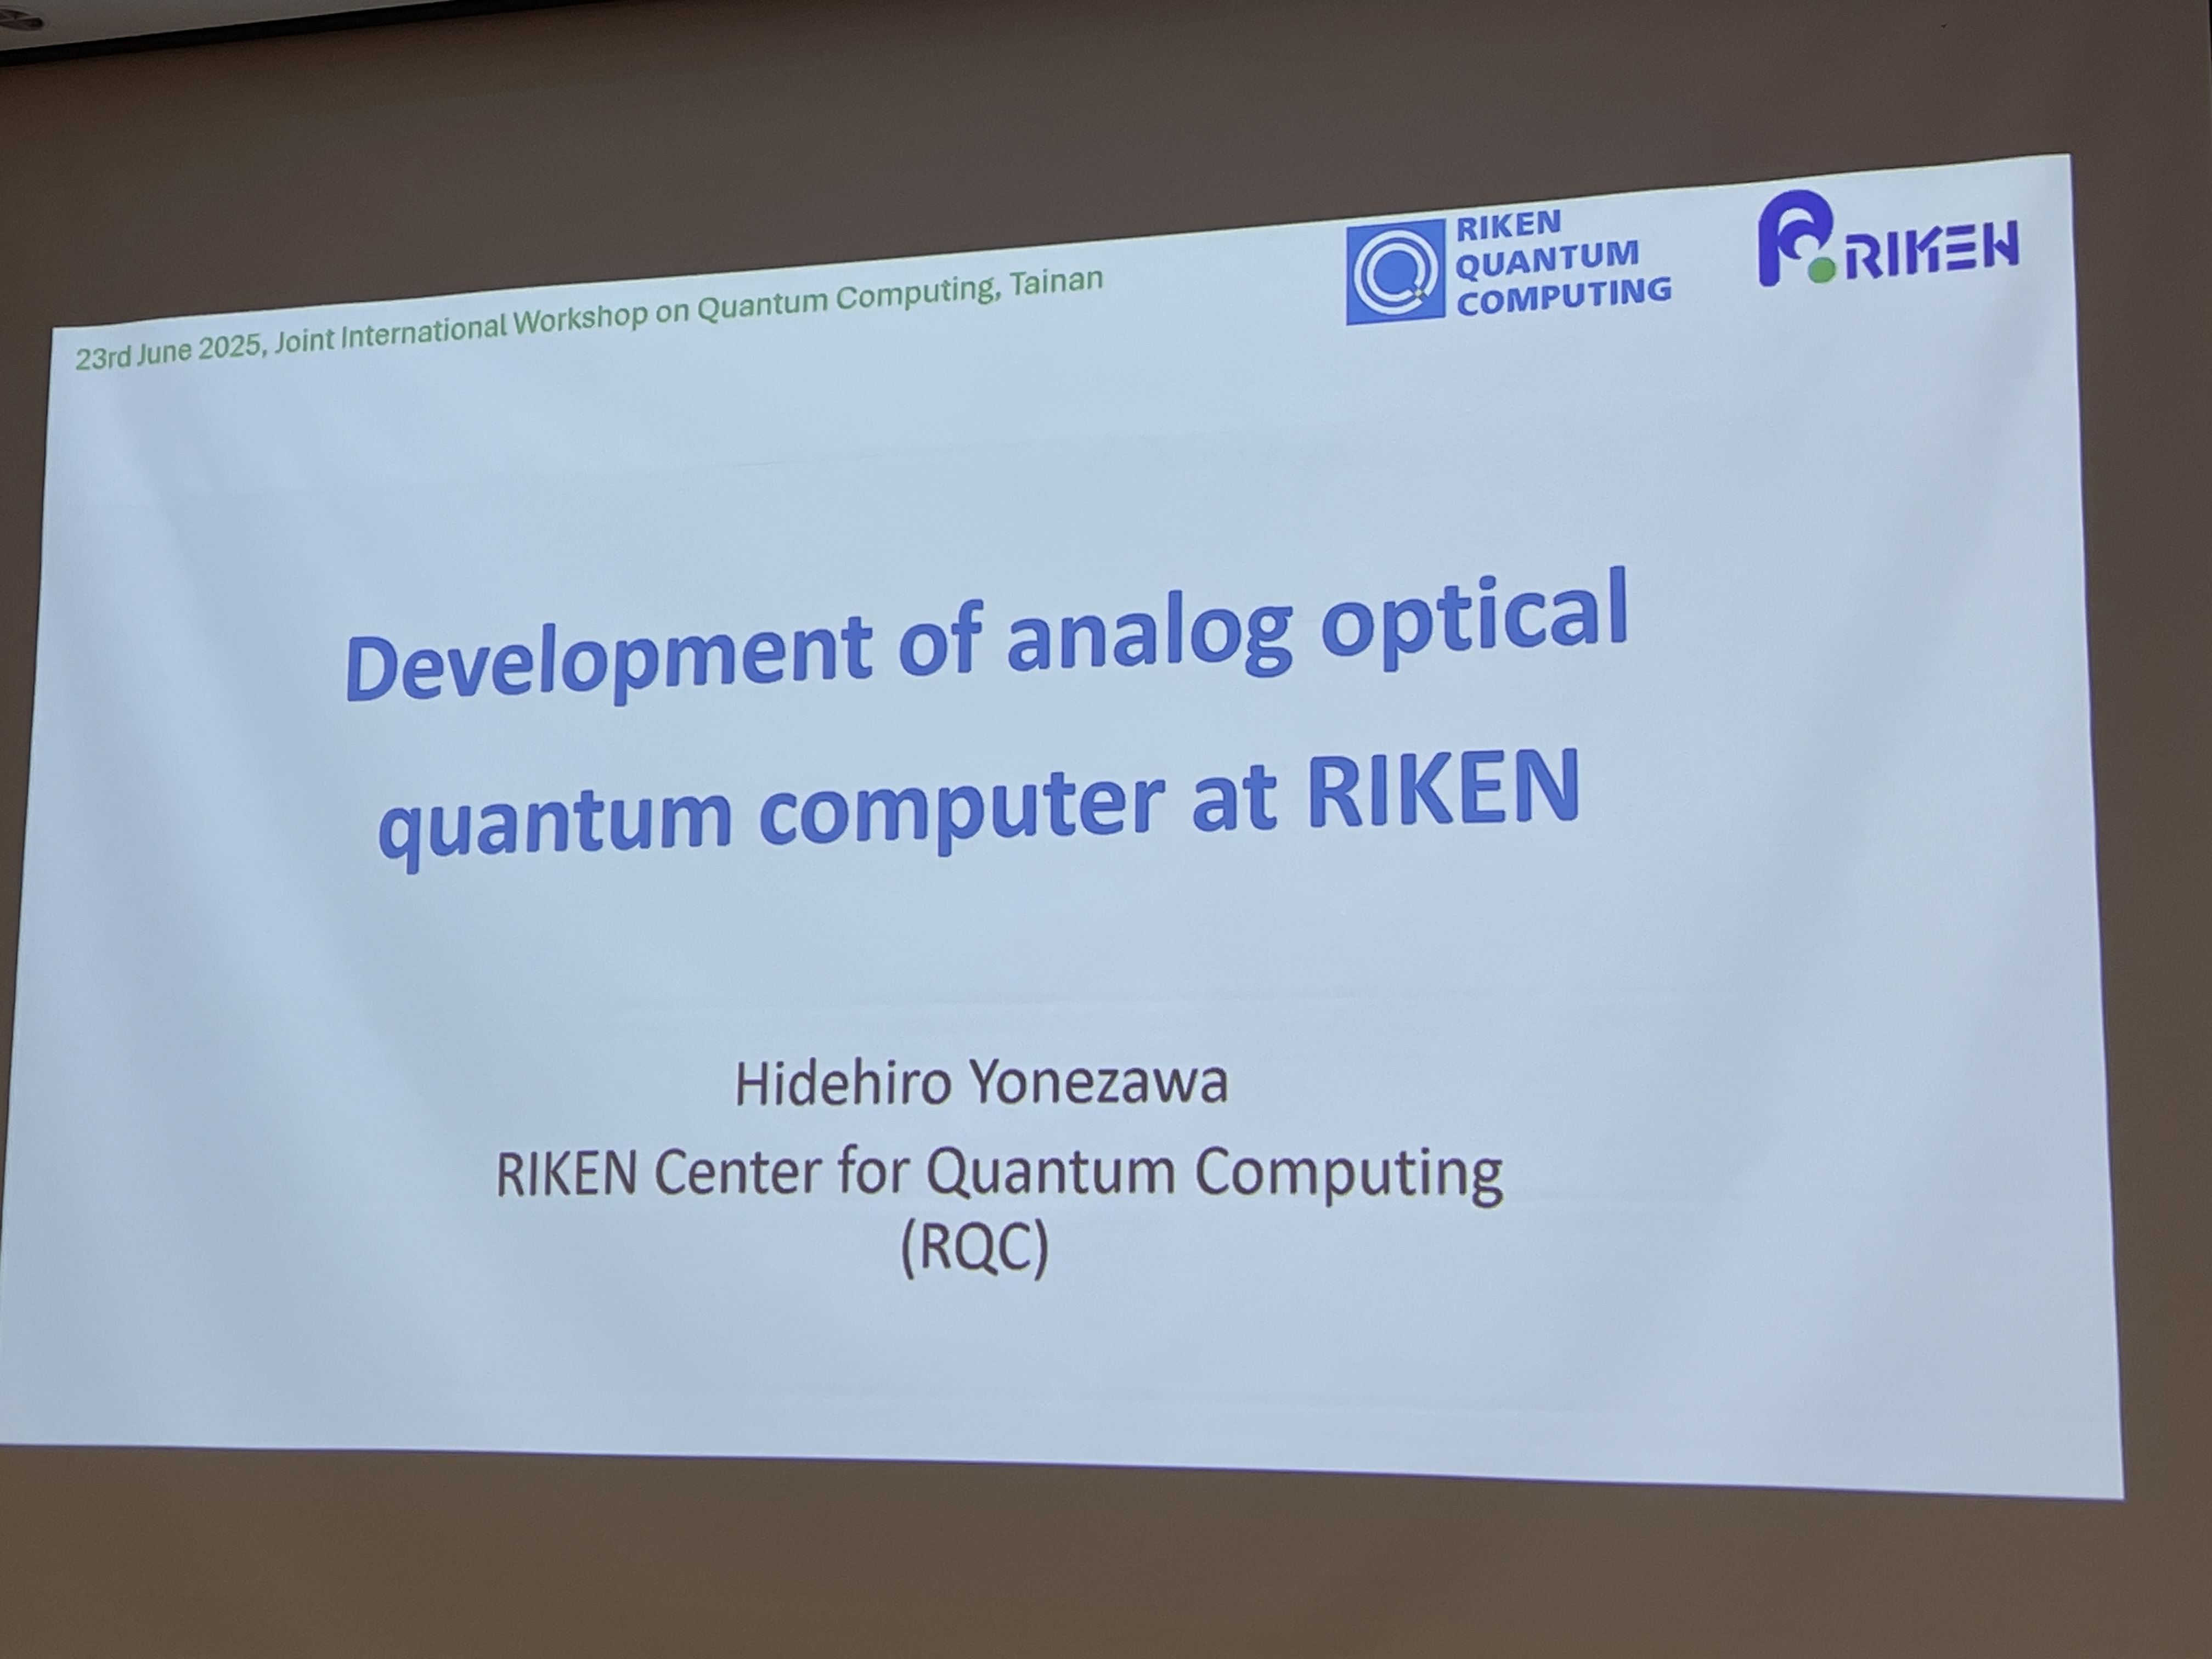 23rd June 2025, Joint International Workshop on Quantum Computing, Tainan
RIKEN
QUANTUM
COMPUTING
RIKEN
Development of analog optical
quantum computer at RIKEN
Hidehiro Yonezawa
RIKEN Center for Quantum Computing
(RQC)